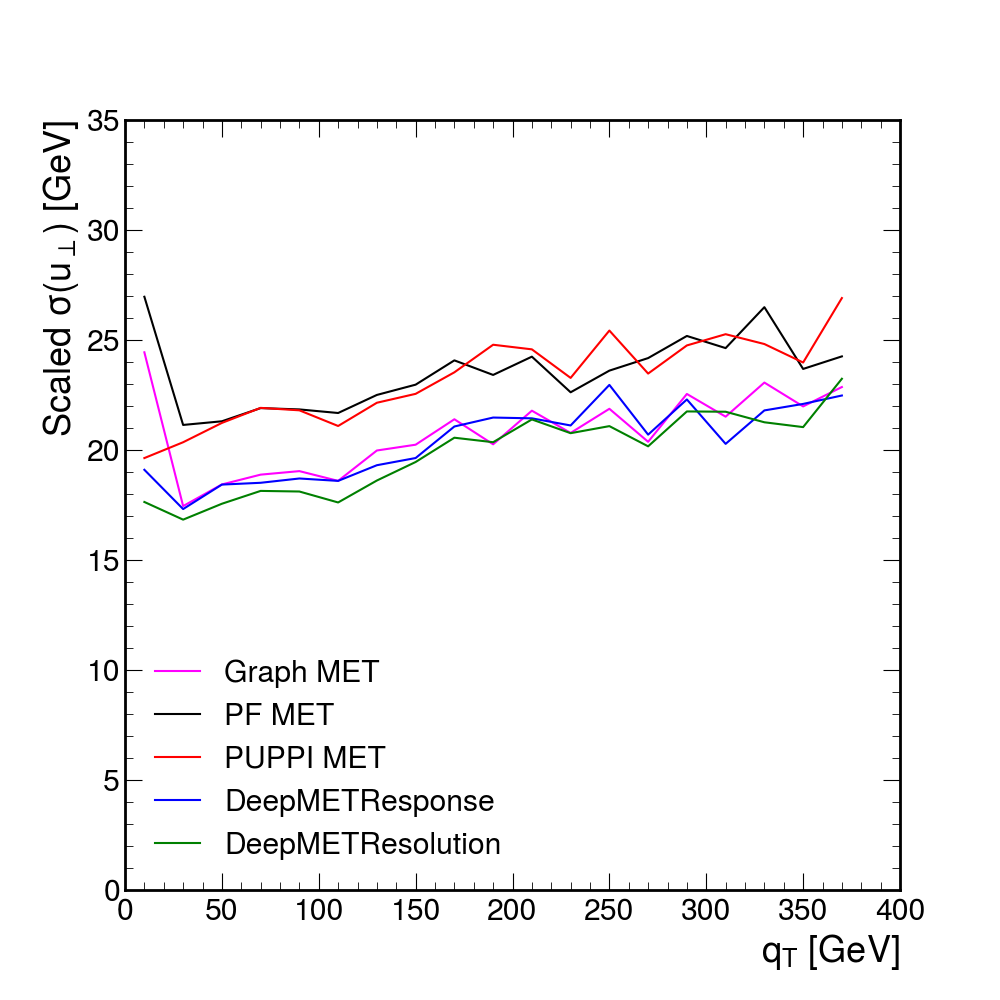 Scaled σ(u⊥) [GeV]
35
30
25
20
15
10
5
0
Graph MET
PF MET
PUPPI MET
DeepMETResponse
DeepMETResolution
0 50 100 150 200 250 300 350 400
qT [GeV]